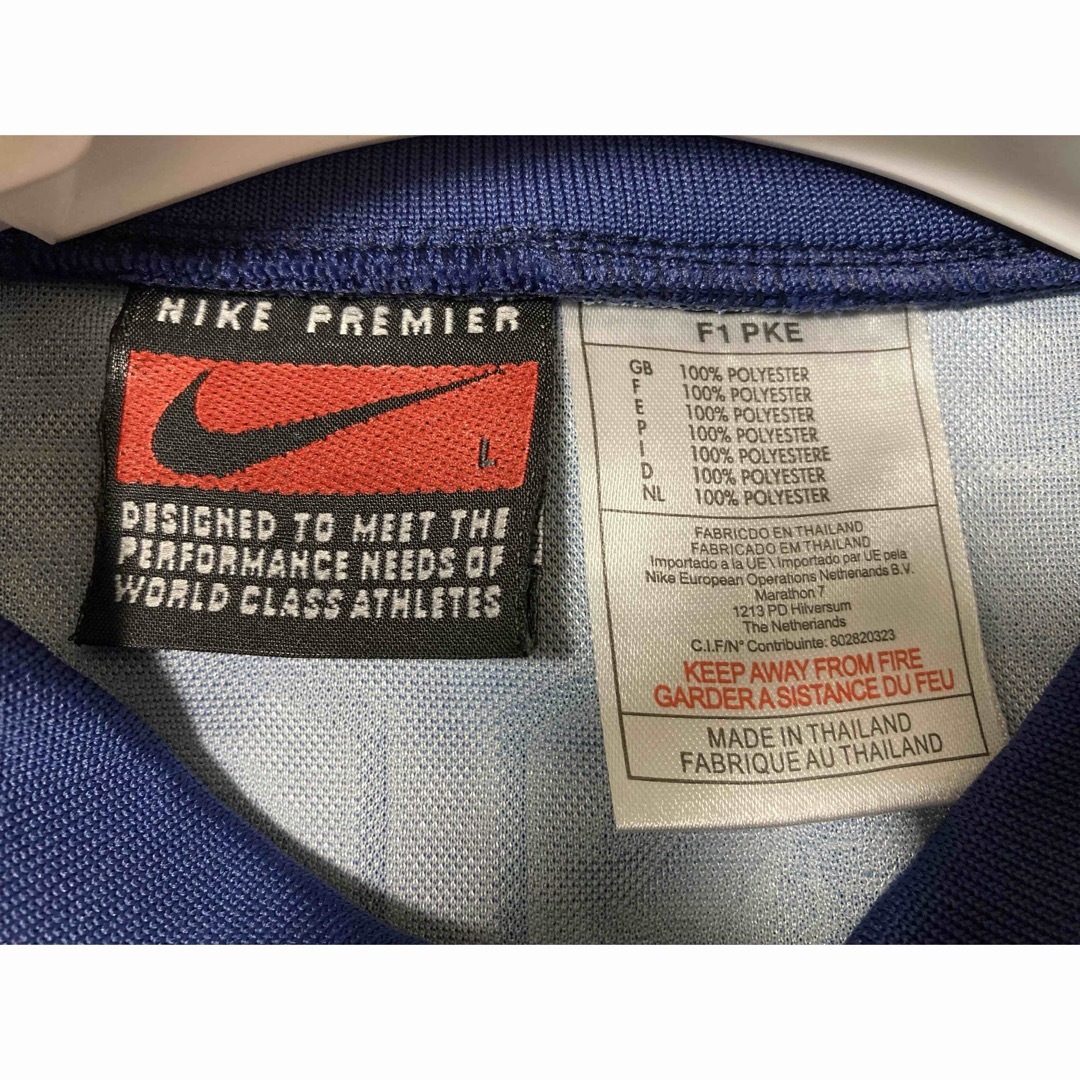 NIKE PREMIER
L
DESIGNED TO MEET THE
PERFORMANCE NEEDS OF
WORLD CLASS ATHLETES
F1 PKE
GB 100% POLYESTER
F 100% POLYESTER
E 100% POLYESTER
P 100% POLYESTER
I 100% POLYESTERE
D 100% POLYESTER
NL 100% POLYESTER
FABRICDO EN THAILAND
FABRICADO EM THAILAND
Importado a la UE\ Importado par UE pela
Nike European Operations Netherlands B.V.
Marathon 7
1213 PD Hilversum
The Netherlands
C.I.F/N° Contribuinte: 802820323
KEEP AWAY FROM FIRE
GARDER A SISTANCE DU FEU
MADE IN THAILAND
FABRIQUE AU THAILAND